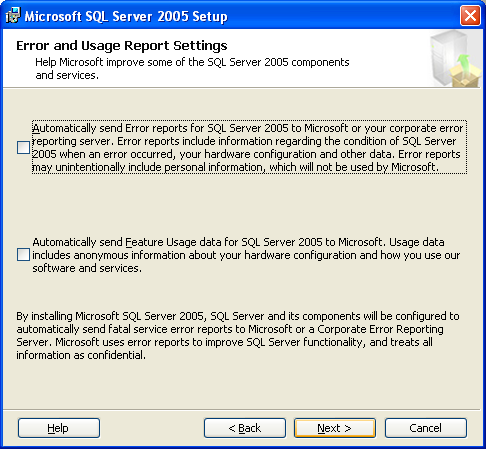 Microsoft SQL Server 2005 Setup
Error and Usage Report Settings
Help Microsoft improve some of the SQL Server 2005 components
and services.
Automatically send Error reports for SQL Server 2005 to Microsoft or your corporate error
reporting server. Error reports include information regarding the condition of SQL Server
2005 when an error occurred, your hardware configuration and other data. Error reports
may unintentionally include personal information, which will not be used by Microsoft.
Automatically send Feature Usage data for SQL Server 2005 to Microsoft. Usage data
includes anonymous information about your hardware configuration and how you use our
software and services.
By installing Microsoft SQL Server 2005, SQL Server and its components will be configured to
automatically send fatal service error reports to Microsoft or a Corporate Error Reporting
Server. Microsoft uses error reports to improve SQL Server functionality, and treats all
information as confidential.
Help
< Back
Next >
Cancel